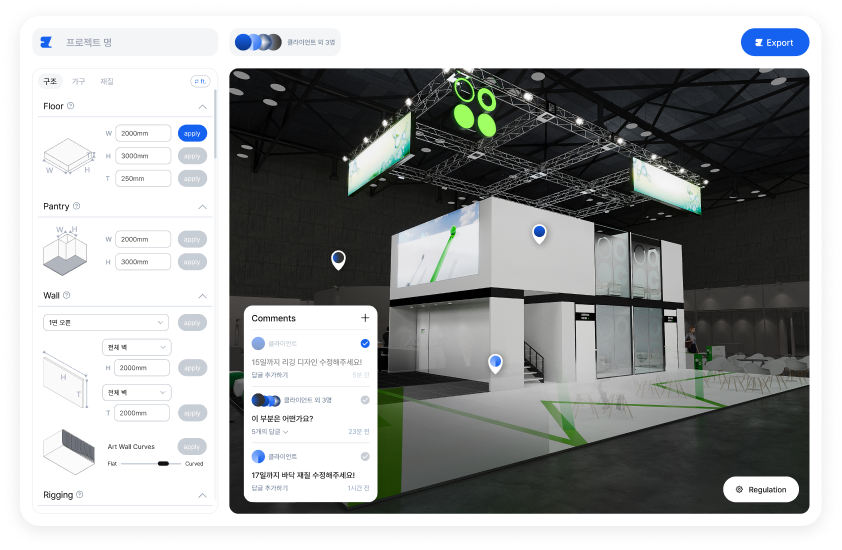 프로젝트 명
클라이언트 외 3명
Export
구조 가구 재질
ft.
Floor
W 2000mm apply
H 3000mm apply
T 250mm apply
W H T
Pantry
W H
W 2000mm apply
H 3000mm apply
Wall
1면 오픈 apply
전체 벽
H 2000mm apply
전체 벽
T 2000mm apply
H T
Art Wall Curves apply
Flat Curved
Rigging
Comments
클라이언트
15일까지 리깅 디자인 수정해주세요!
답글 추가하기 5분 전
클라이언트 외 3명
이 부분은 어떤가요?
5개의 답글 23분 전
클라이언트
17일까지 바닥 재질 수정해주세요!
답글 추가하기 1시간 전
Regulation